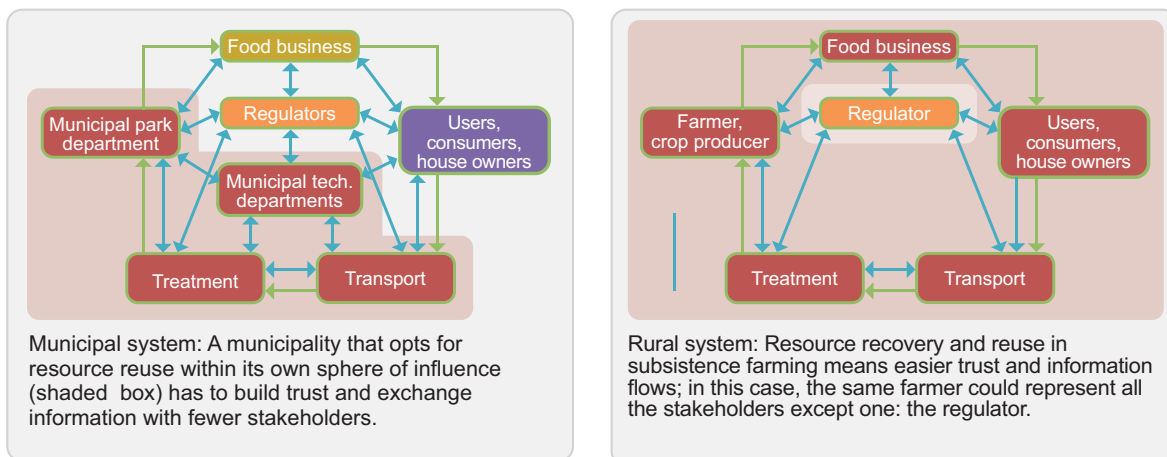 Food business
Regulators
Municipal park
department
Users,
consumers,
house owners
Municipal tech.
departments
Treatment
Transport
Municipal system: A municipality that opts for
resource reuse within its own sphere of influence
(shaded  box) has to build trust and exchange
information with fewer stakeholders.
Food business
Regulator
Farmer,
crop producer
Users,
consumers,
house owners
Treatment
Transport
Rural system: Resource recovery and reuse in
subsistence farming means easier trust and information
flows; in this case, the same farmer could represent all
the stakeholders except one: the regulator.